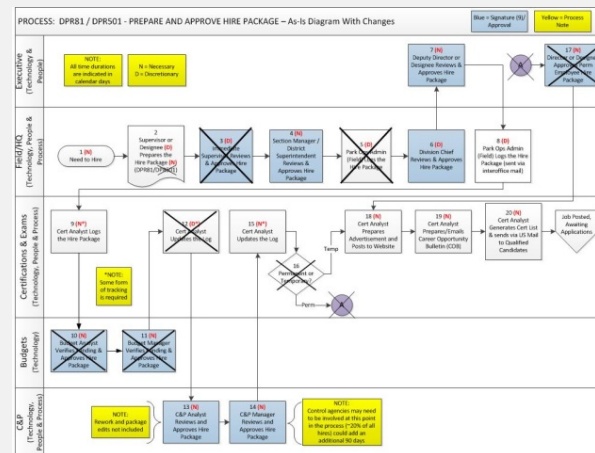 PROCESS: DPR81 / DPR501 - PREPARE AND APPROVE HIRE PACKAGE – As-Is Diagram With Changes
Blue = Signature (9)/
Approval
Yellow = Process
Note
Executive
(Technology &
People)
NOTE:
All time durations
are indicated in
calendar days
N = Necessary
D = Discretionary
7 (N)
Deputy Director or
Designee Reviews &
Approves Hire
Package
A
17 (N)
Director or Designee
Approves Perm
Employee Hire
Package
Field/HQ
(Technology, People &
Process)
1 (N)
Need to Hire
2
Supervisor or
Designee (D)
Prepares the
Hire Package (N)
(DPR81/DPR501)
3 (D)
Immediate
Supervisor Reviews &
Approves Hire
Package
4 (N)
Section Manager /
District
Superintendent Reviews
& Approves Hire
Package
5 (D)
Park Ops Admin
(Field) Logs the
Hire Package
6 (D)
Division Chief
Reviews & Approves
Hire Package
8 (D)
Park Ops Admin
(Field) Logs the Hire
Package (sent via
interoffice mail)
Certifications & Exams
(Technology, People & Process)
9 (N*)
Cert Analyst Logs
the Hire Package
12 (D*)
Cert Analyst
Updates the Log
15 (N*)
Cert Analyst
Updates the Log
16
Permanent or
Temporary?
Temp
Perm
A
18 (N)
Cert Analyst
Prepares
Advertisement and
Posts to Website
19 (N)
Cert Analyst
Prepares/Emails
Career Opportunity
Bulletin (COB)
20 (N)
Cert Analyst
Generates Cert List
& sends via US Mail
to Qualified
Candidates
Job Posted,
Awaiting
Applications
*NOTE:
Some form
of tracking
is required
Budgets
(Technology)
10 (N)
Budget Analyst
Verifies Funding &
Approves Hire
Package
11 (N)
Budget Manager
Verifies Funding &
Approves Hire
Package
C&P
(Technology,
People & Process)
NOTE:
Rework and package
edits not included
13 (N)
C&P Analyst
Reviews and
Approves Hire
Package
14 (N)
C&P Manager
Reviews and
Approves Hire
Package
NOTE:
Control agencies may need
to be involved at this point
in the process (~20% of all
hires) could add an
additional 90 days